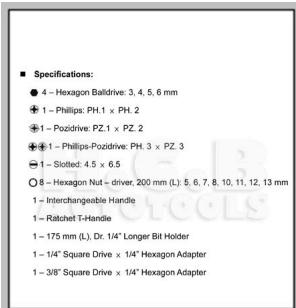 Specifications:
4 – Hexagon Balldrive: 3, 4, 5, 6 mm
1 – Phillips: PH.1 × PH. 2
1 – Pozidrive: PZ.1 × PZ. 2
1 – Phillips-Pozidrive: PH. 3 × PZ. 3
1 – Slotted: 4.5 × 6.5
8 – Hexagon Nut – driver, 200 mm (L): 5, 6, 7, 8, 10, 11, 12, 13 mm
1 – Interchangeable Handle
1 – Ratchet T-Handle
1 – 175 mm (L), Dr. 1/4" Longer Bit Holder
1 – 1/4" Square Drive × 1/4" Hexagon Adapter
1 – 3/8" Square Drive × 1/4" Hexagon Adapter